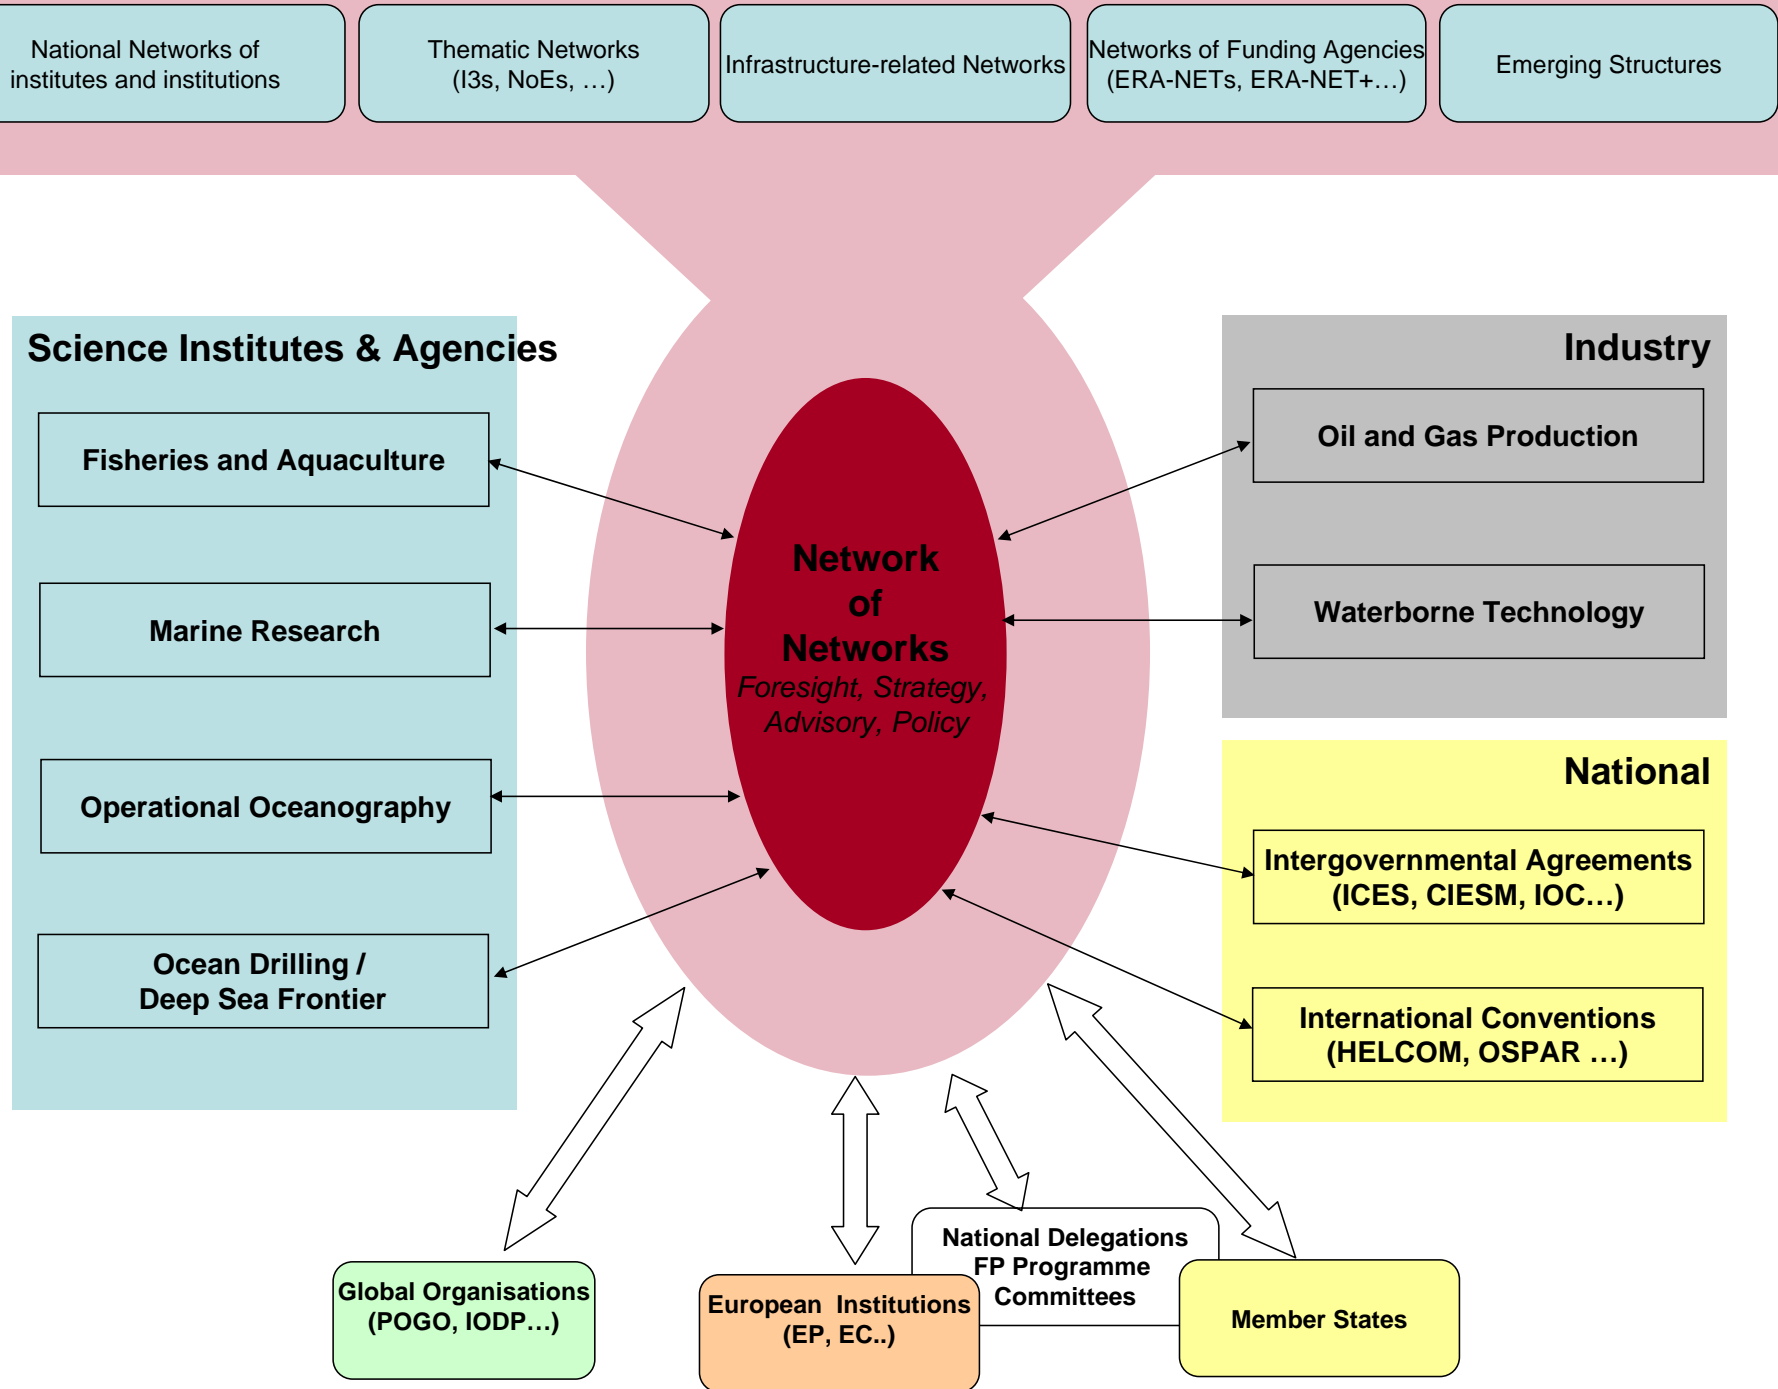 National Networks of
institutes and institutions
Thematic Networks
(I3s, NoEs, …)
Infrastructure-related Networks
Networks of Funding Agencies
(ERA-NETs, ERA-NET+…)
Emerging Structures
Science Institutes & Agencies
Fisheries and Aquaculture
Marine Research
Operational Oceanography
Ocean Drilling /
Deep Sea Frontier
Network
of
Networks
Foresight, Strategy,
Advisory, Policy
Industry
Oil and Gas Production
Waterborne Technology
National
Intergovernmental Agreements
(ICES, CIESM, IOC…)
International Conventions
(HELCOM, OSPAR …)
Global Organisations
(POGO, IODP…)
European  Institutions
(EP, EC..)
National Delegations
FP Programme
Committees
Member States